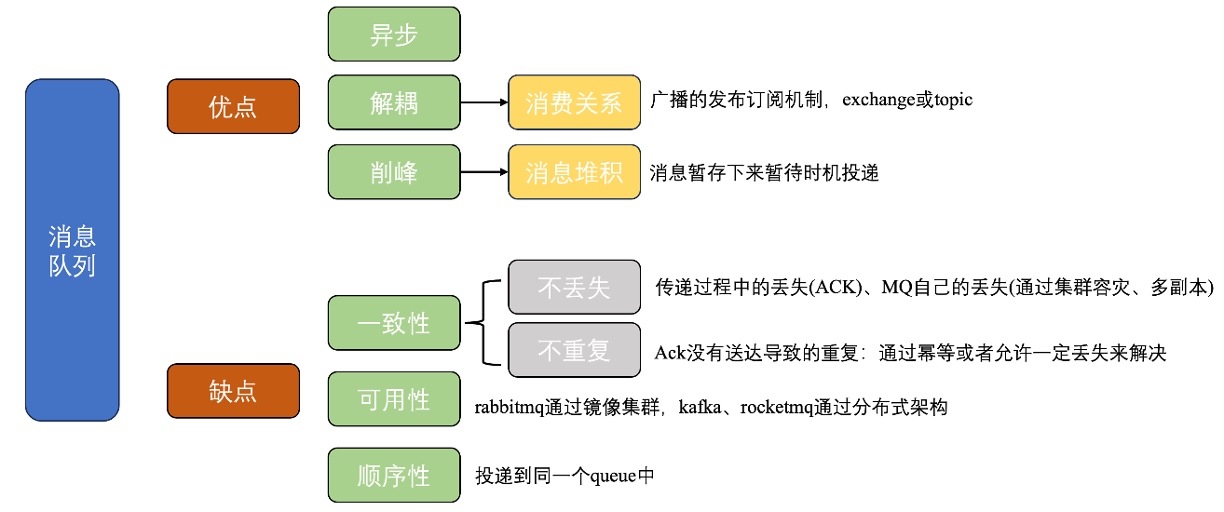 消息
队列
优点
异步
解耦
消费关系
广播的发布订阅机制，exchange或topic
削峰
消息堆积
消息暂存下来暂待时机投递
缺点
一致性
不丢失
传递过程中的丢失(ACK)、MQ自己的丢失(通过集群容灾、多副本)
不重复
Ack没有送达导致的重复：通过幂等或者允许一定丢失来解决
可用性
rabbitmq通过镜像集群，kafka、rocketmq通过分布式架构
顺序性
投递到同一个queue中